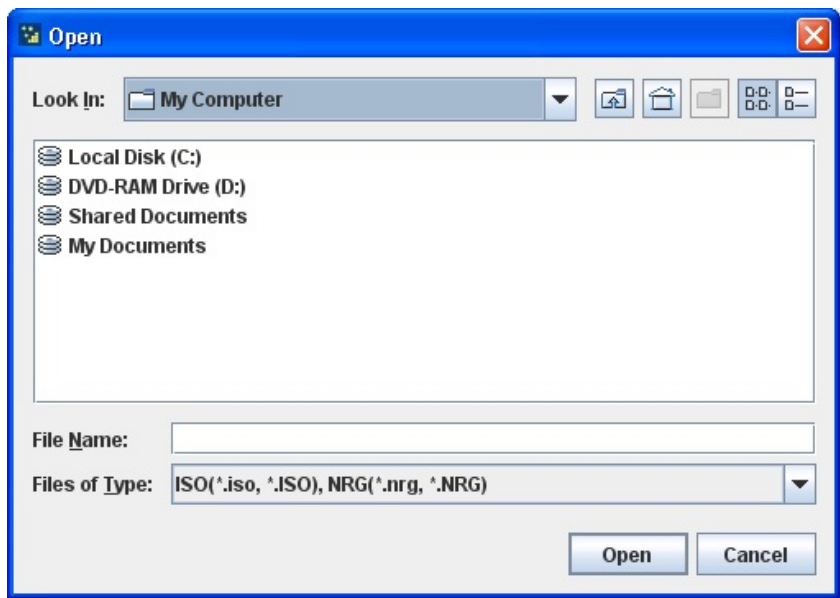 Open
Look In: My Computer
Local Disk (C:)
DVD-RAM Drive (D:)
Shared Documents
My Documents
File Name:
Files of Type: ISO(*.iso, *.ISO), NRG(*.nrg, *.NRG)
Open Cancel